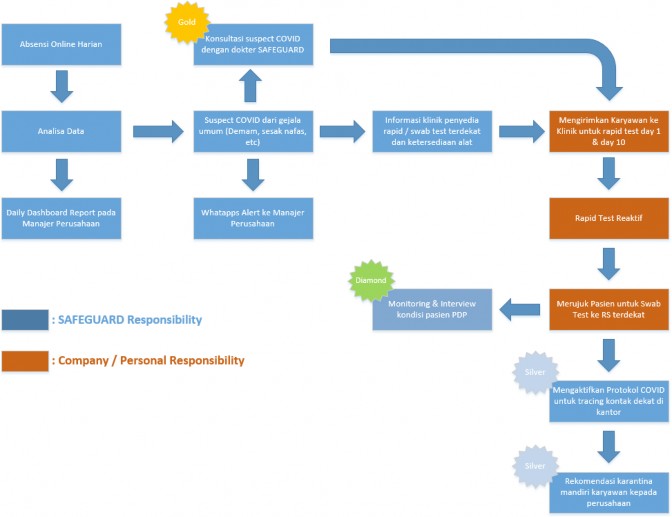 Absensi Online Harian
Gold
Konsultasi suspect COVID
dengan dokter SAFEGUARD
Analisa Data
Suspect COVID dari gejala
umum (Demam, sesak nafas,
etc)
Informasi klinik penyedia
rapid / swab test terdekat
dan ketersediaan alat
Mengirimkan Karyawan ke
Klinik untuk rapid test day 1
& day 10
Daily Dashboard Report pada
Manajer Perusahaan
Whatapps Alert ke Manajer
Perusahaan
Rapid Test Reaktif
Diamond
Monitoring & Interview
kondisi pasien PDP
Merujuk Pasien untuk Swab
Test ke RS terdekat
: SAFEGUARD Responsibility
: Company / Personal Responsibility
Silver
Mengaktifkan Protokol COVID
untuk tracing kontak dekat di
kantor
Silver
Rekomendasi karantina
mandiri karyawan kepada
perusahaan